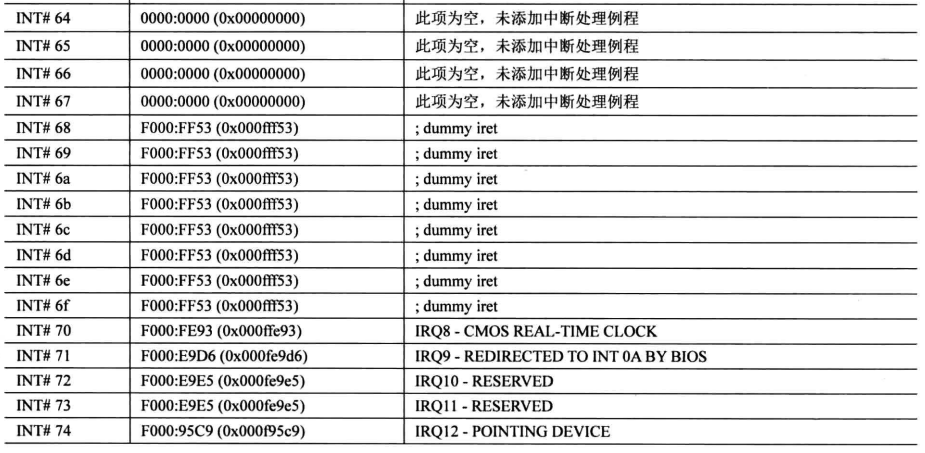 INT# 64 0000:0000 (0x00000000) 此项为空，未添加中断处理例程
INT# 65 0000:0000 (0x00000000) 此项为空，未添加中断处理例程
INT# 66 0000:0000 (0x00000000) 此项为空，未添加中断处理例程
INT# 67 0000:0000 (0x00000000) 此项为空，未添加中断处理例程
INT# 68 F000:FF53 (0x000fff53) ; dummy iret
INT# 69 F000:FF53 (0x000fff53) ; dummy iret
INT# 6a F000:FF53 (0x000fff53) ; dummy iret
INT# 6b F000:FF53 (0x000fff53) ; dummy iret
INT# 6c F000:FF53 (0x000fff53) ; dummy iret
INT# 6d F000:FF53 (0x000fff53) ; dummy iret
INT# 6e F000:FF53 (0x000fff53) ; dummy iret
INT# 6f F000:FF53 (0x000fff53) ; dummy iret
INT# 70 F000:FE93 (0x000ffe93) IRQ8 - CMOS REAL-TIME CLOCK
INT# 71 F000:E9D6 (0x000fe9d6) IRQ9 - REDIRECTED TO INT 0A BY BIOS
INT# 72 F000:E9E5 (0x000fe9e5) IRQ10 - RESERVED
INT# 73 F000:E9E5 (0x000fe9e5) IRQ11 - RESERVED
INT# 74 F000:95C9 (0x000f95c9) IRQ12 - POINTING DEVICE